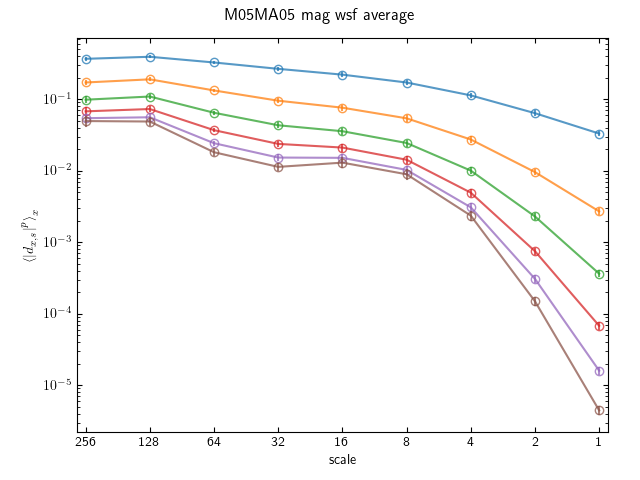 M05MA05 mag wsf average
10⁻¹
10⁻²
10⁻³
10⁻⁴
10⁻⁵
⟨|d_{x,s}|^p⟩_x
256 128 64 32 16 8 4 2 1
scale